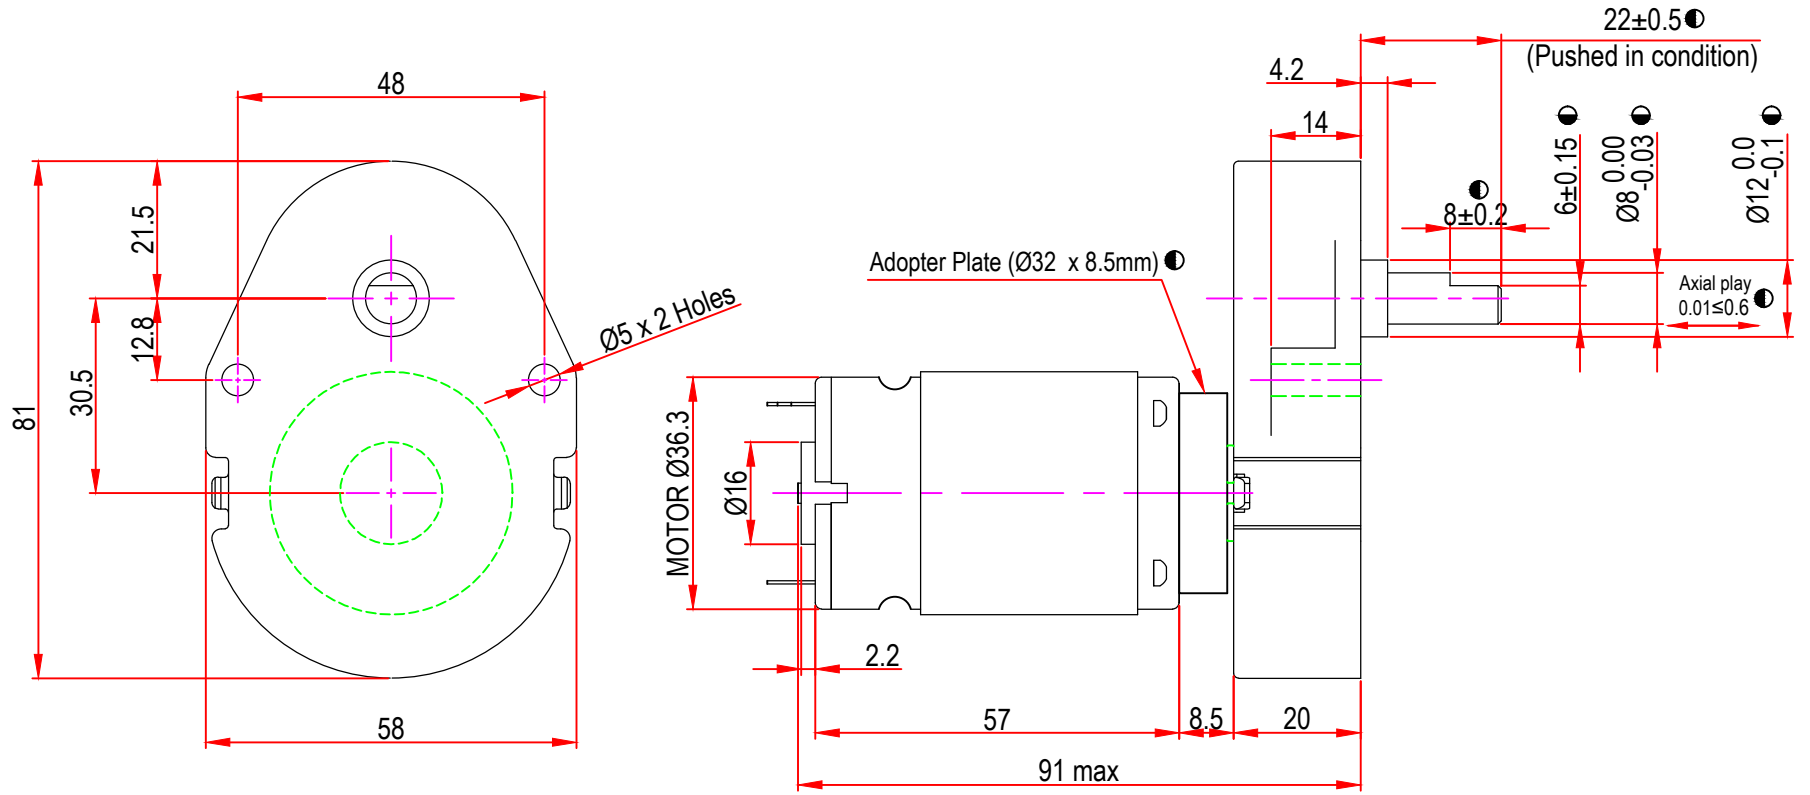 48
21.5
12.8
30.5
81
58
Ø5 x 2 Holes
22±0.5
(Pushed in condition)
4.2
14
8±0.2
6±0.15
Ø8 0.00
-0.03
Ø12 0.0
-0.1
Axial play
0.01≤0.6
Adopter Plate (Ø32 x 8.5mm)
MOTOR Ø36.3
Ø16
2.2
57
8.5
20
91 max